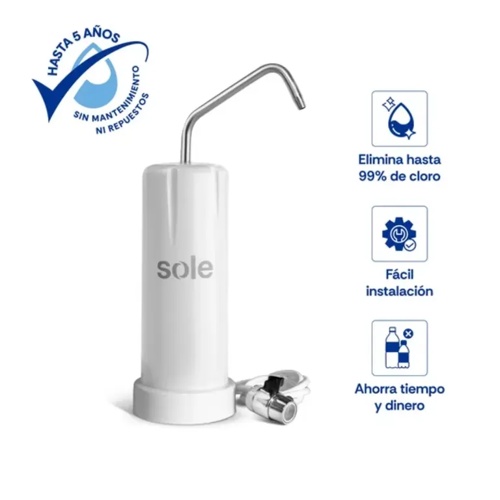 HASTA 5 AÑOS
SIN MANTENIMIENTO
NI REPUESTOS
sole
Elimina hasta
99% de cloro
Fácil
instalación
Ahorra tiempo
y dinero